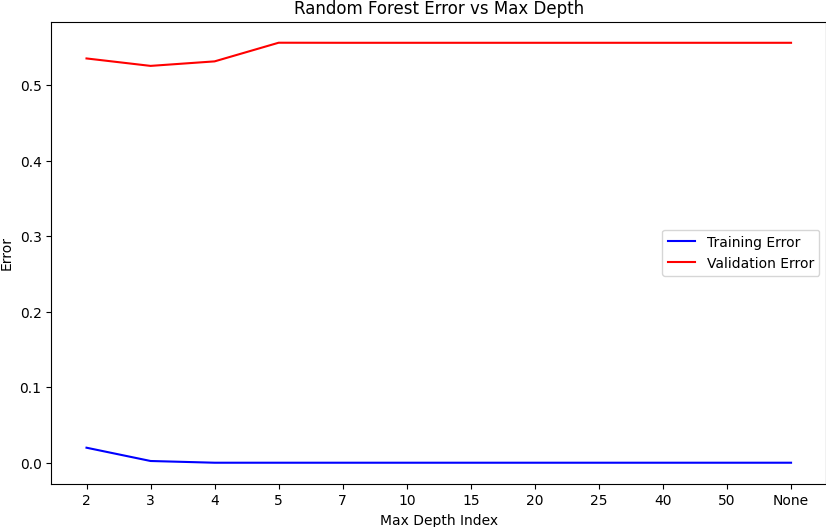 Random Forest Error vs Max Depth
Error
0.5
0.4
0.3
0.2
0.1
0.0
Training Error
Validation Error
2 3 4 5 7 10 15 20 25 40 50 None
Max Depth Index